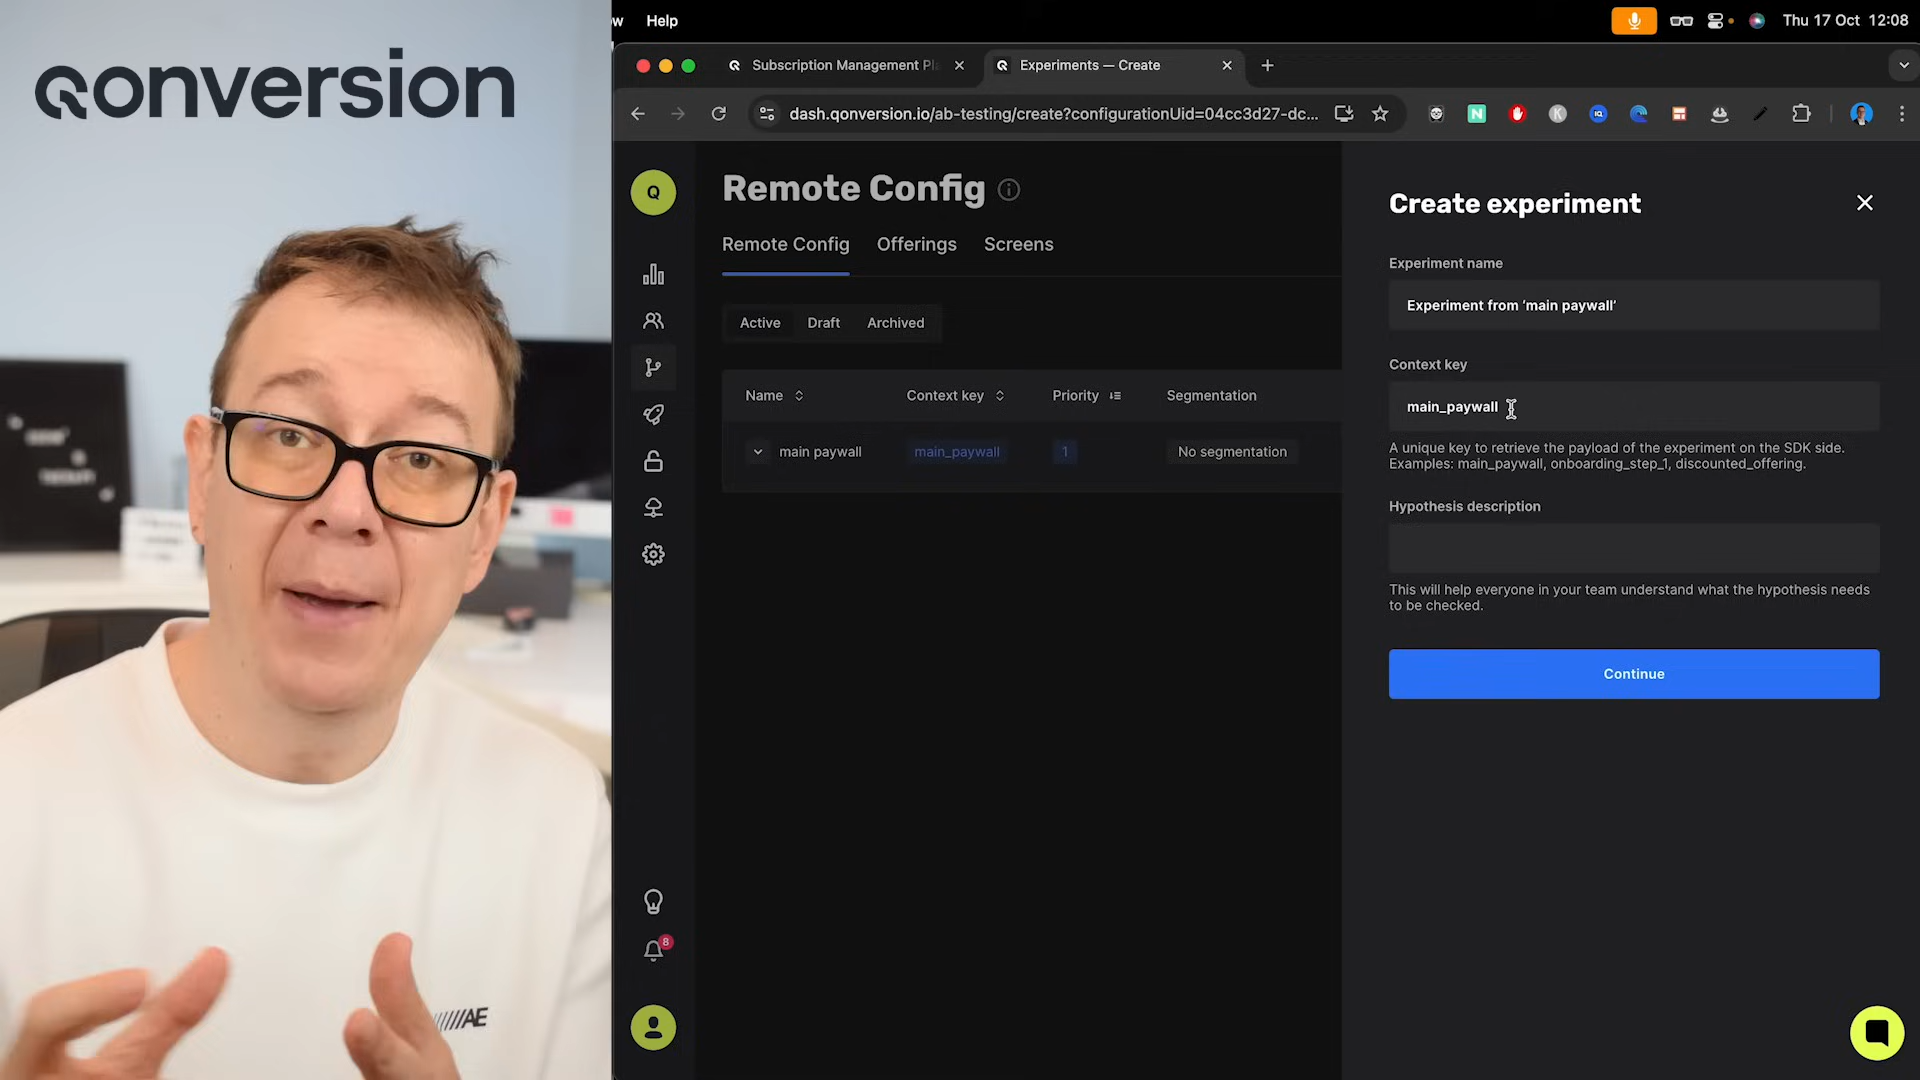 Qonversion
Help
Thu 17 Oct 12:08
Subscription Management Pl
Experiments — Create
dash.qonversion.io/ab-testing/create?configurationUid=04cc3d27-dc...
N
K
IQ
Q
Remote Config
Remote Config Offerings Screens
Active Draft Archived
Name Context key Priority Segmentation
main paywall main_paywall 1 No segmentation
8
Create experiment
Experiment name
Experiment from ‘main paywall’
Context key
main_paywall
A unique key to retrieve the payload of the experiment on the SDK side.
Examples: main_paywall, onboarding_step_1, discounted_offering.
Hypothesis description
This will help everyone in your team understand what the hypothesis needs
to be checked.
Continue
AE